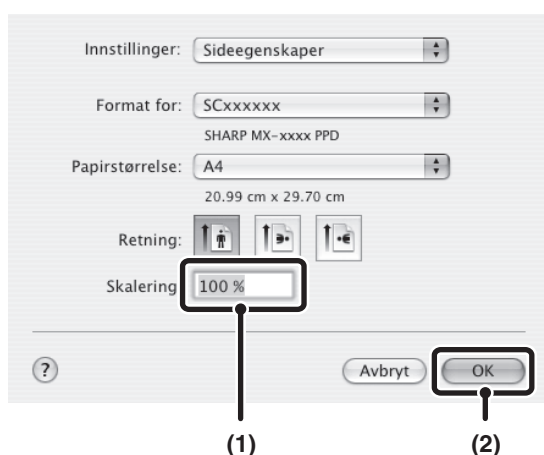 Innstillinger: Sideegenskaper
Format for: SCxxxxxx
SHARP MX-xxxx PPD
Papirstørrelse: A4
20.99 cm x 29.70 cm
Retning:
Skalering 100 %
? Avbryt OK
(1) (2)